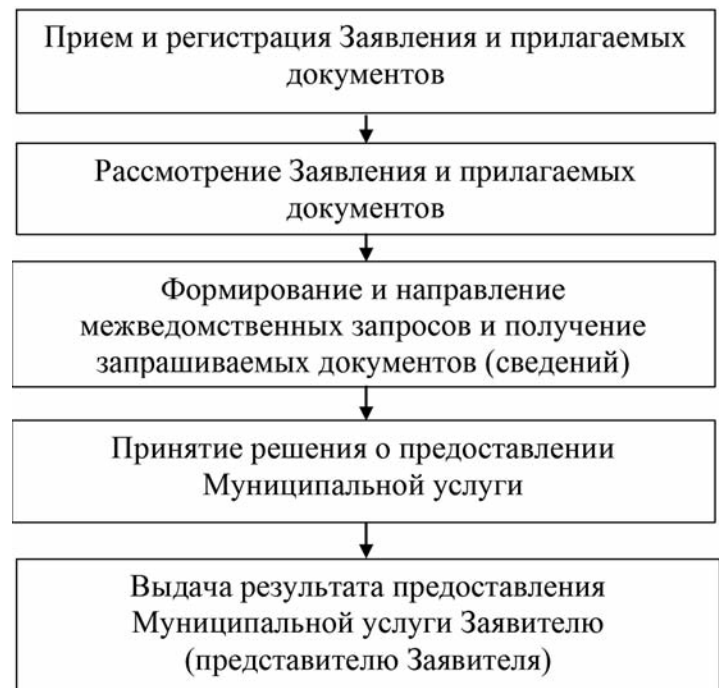 Прием и регистрация Заявления и прилагаемых
документов
Рассмотрение Заявления и прилагаемых
документов
Формирование и направление
межведомственных запросов и получение
запрашиваемых документов (сведений)
Принятие решения о предоставлении
Муниципальной услуги
Выдача результата предоставления
Муниципальной услуги Заявителю
(представителю Заявителя)